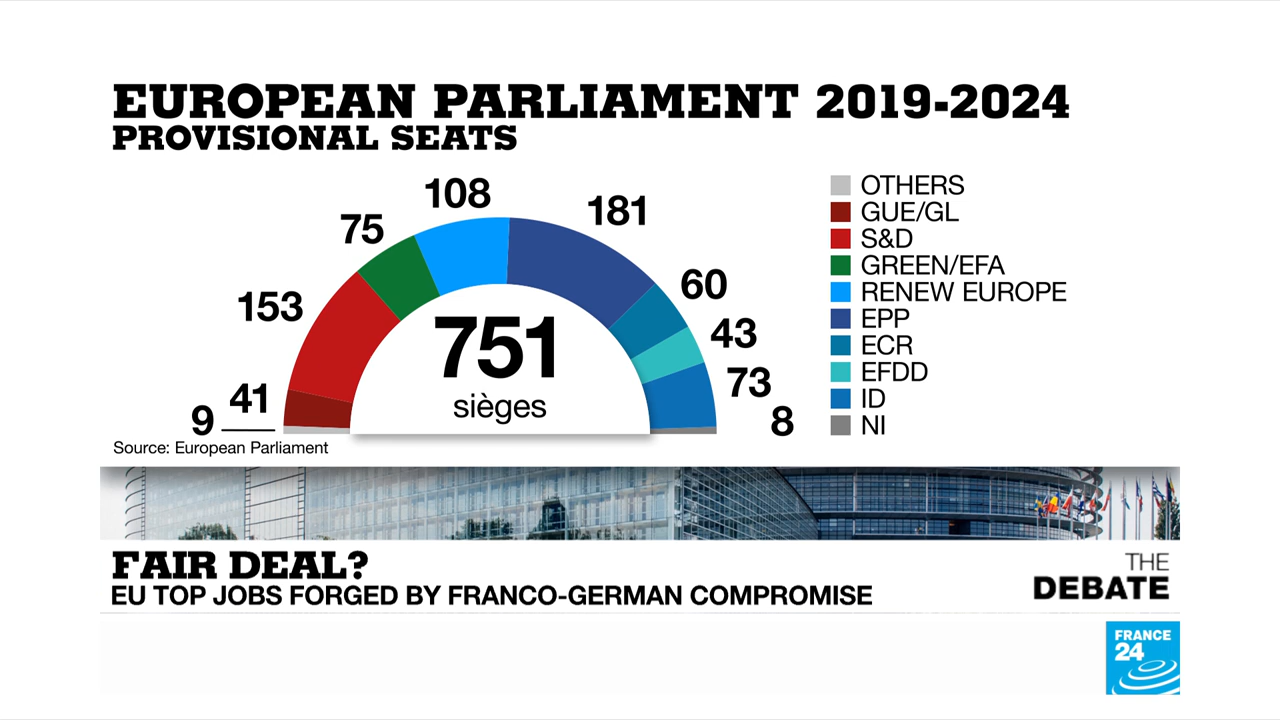 EUROPEAN PARLIAMENT 2019-2024
PROVISIONAL SEATS
9
41
153
75
108
181
60
43
73
8
751
sièges
OTHERS
GUE/GL
S&D
GREEN/EFA
RENEW EUROPE
EPP
ECR
EFDD
ID
NI
Source: European Parliament
FAIR DEAL?
EU TOP JOBS FORGED BY FRANCO-GERMAN COMPROMISE
THE
DEBATE
FRANCE
24